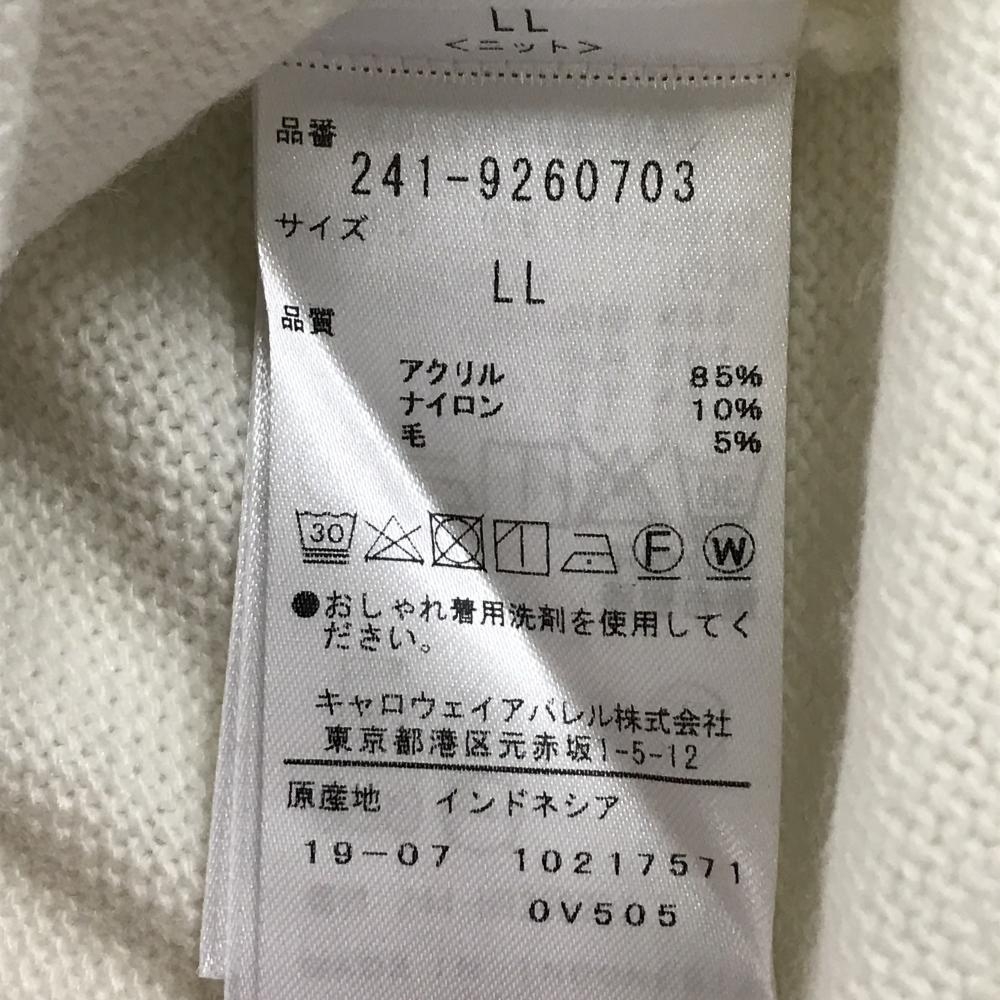 LL
<ニット>
品番
241-9260703
サイズ
LL
品質
アクリル 85%
ナイロン 10%
毛 5%
30 F W
●おしゃれ着用洗剤を使用してく
ださい。
キャロウェイアパレル株式会社
東京都港区元赤坂1-5-12
原産地 インドネシア
19-07 10217571
0V505